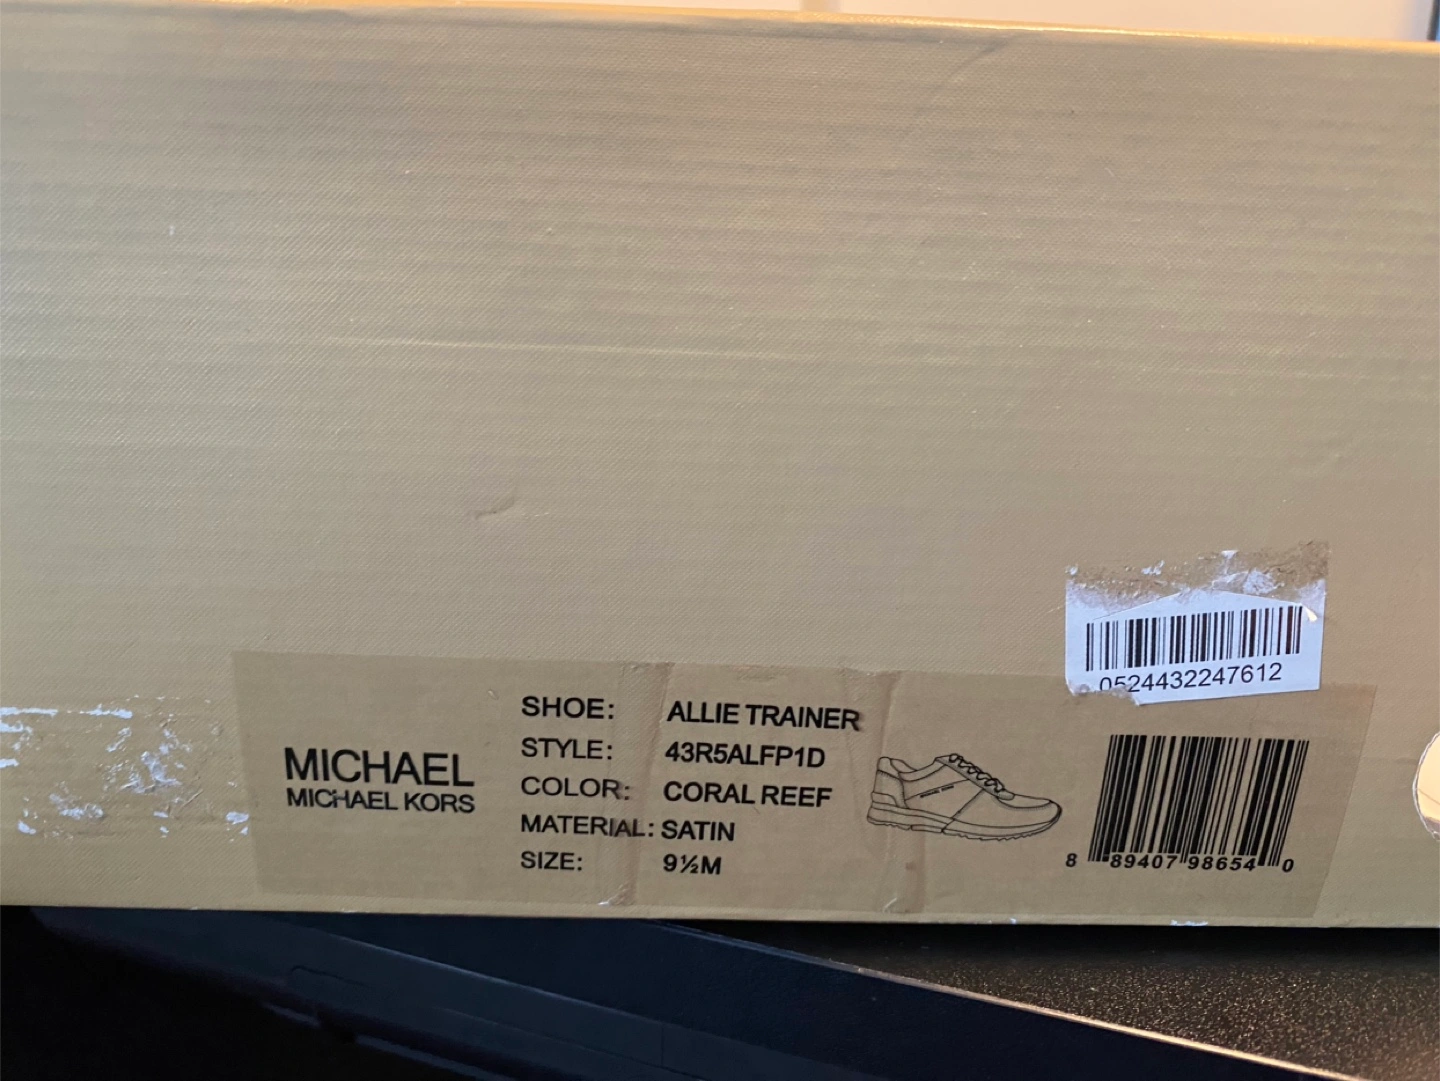 0524432247612
MICHAEL
MICHAEL KORS
SHOE: ALLIE TRAINER
STYLE: 43R5ALFP1D
COLOR: CORAL REEF
MATERIAL: SATIN
SIZE: 9½M
8 89407 98654 0